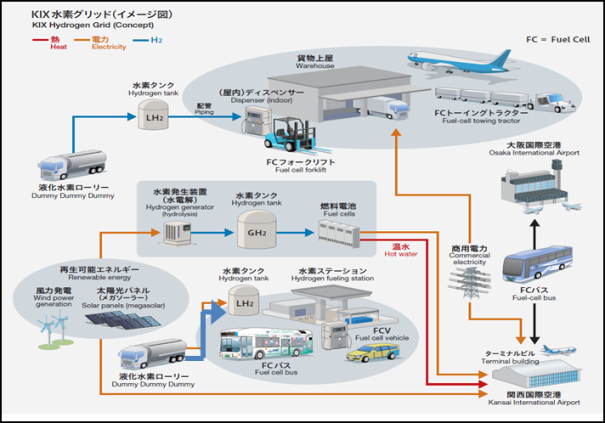 KIX 水素グリッド(イメージ図)
KIX Hydrogen Grid (Concept)
熱
Heat
電力
Electricity
H2
FC = Fuel Cell
貨物上屋
Warehouse
水素タンク
Hydrogen tank
LH2
配管
Piping
(屋内)ディスペンサー
Dispenser (indoor)
FCトーイングトラクター
Fuel-cell towing tractor
FCフォークリフト
Fuel cell forklift
液化水素ローリー
Dummy Dummy Dummy
大阪国際空港
Osaka International Airport
水素発生装置
(水電解)
Hydrogen generator
(hydrolysis)
水素タンク
Hydrogen tank
GH2
燃料電池
Fuel cells
温水
Hot water
商用電力
Commercial
electricity
FCバス
Fuel-cell bus
再生可能エネルギー
Renewable energy
風力発電
Wind power
generation
太陽光パネル
(メガソーラー)
Solar panels (megasolar)
水素タンク
Hydrogen tank
LH2
水素ステーション
Hydrogen fueling station
FCバス
Fuel cell bus
FCV
Fuel cell vehicle
液化水素ローリー
Dummy Dummy Dummy
ターミナルビル
Terminal building
関西国際空港
Kansai International Airport